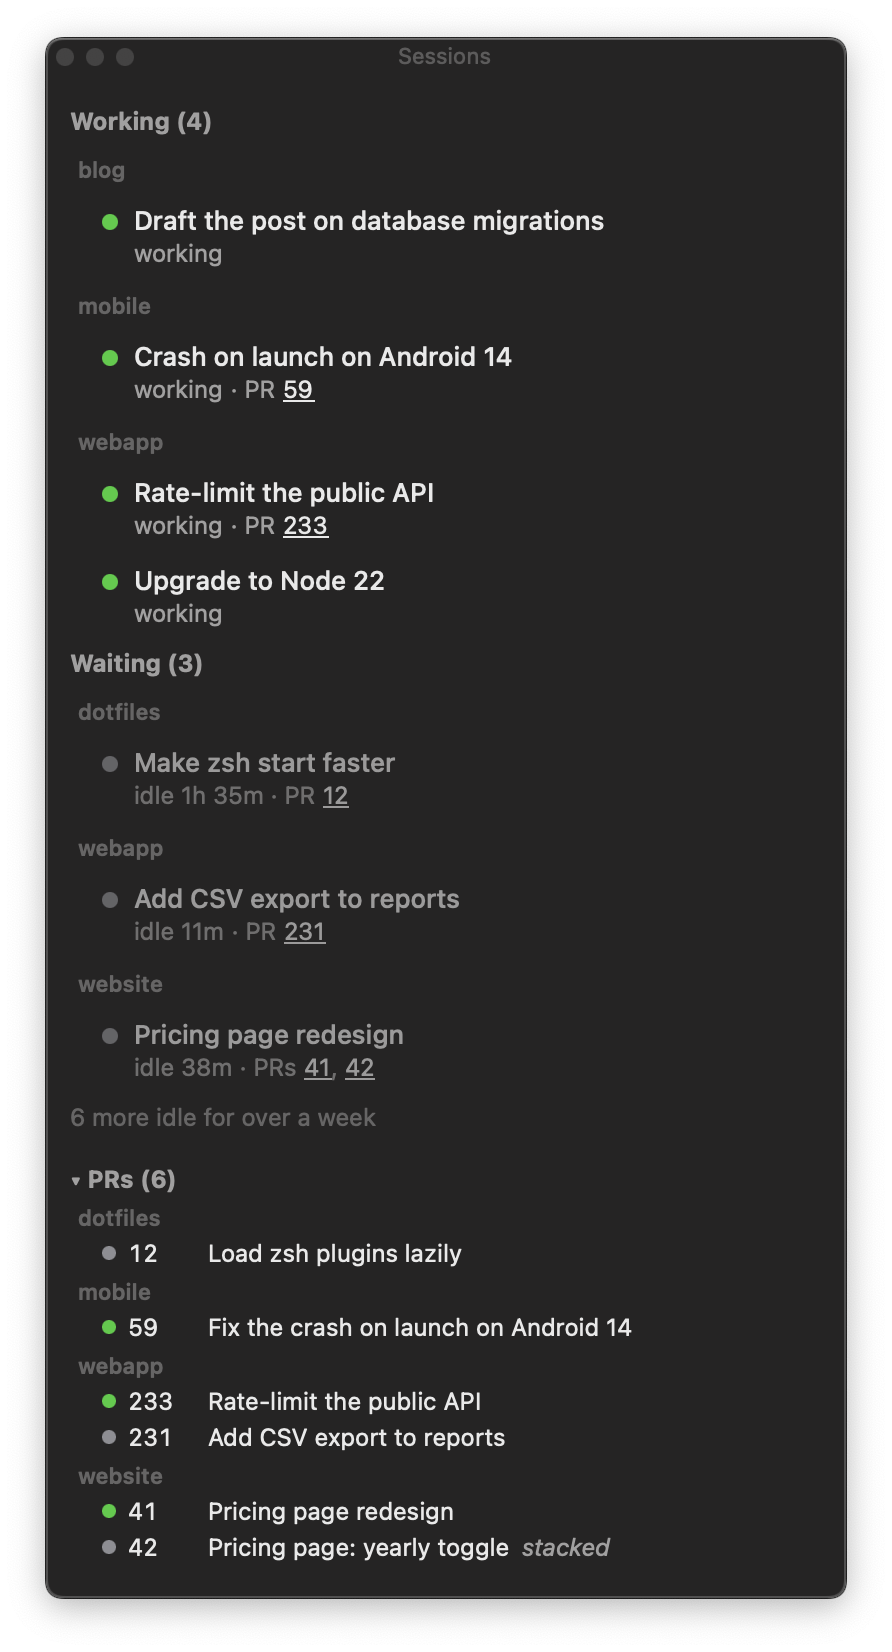 Sessions
Working (4)
blog
Draft the post on database migrations
working
mobile
Crash on launch on Android 14
working · PR 59
webapp
Rate-limit the public API
working · PR 233
Upgrade to Node 22
working
Waiting (3)
dotfiles
Make zsh start faster
idle 1h 35m · PR 12
webapp
Add CSV export to reports
idle 11m · PR 231
website
Pricing page redesign
idle 38m · PRs 41, 42
6 more idle for over a week
▾ PRs (6)
dotfiles
12 Load zsh plugins lazily
mobile
59 Fix the crash on launch on Android 14
webapp
233 Rate-limit the public API
231 Add CSV export to reports
website
41 Pricing page redesign
42 Pricing page: yearly toggle stacked